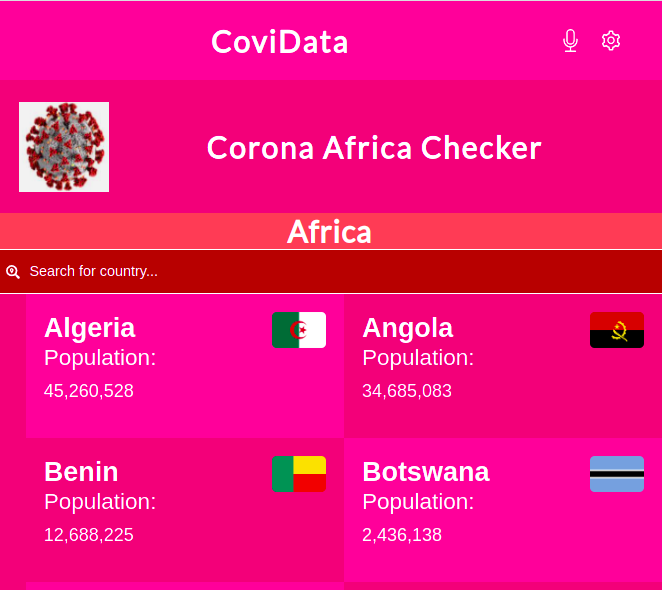 CoviData
Corona Africa Checker
Africa
Search for country...
Algeria
Population:
45,260,528
Angola
Population:
34,685,083
Benin
Population:
12,688,225
Botswana
Population:
2,436,138